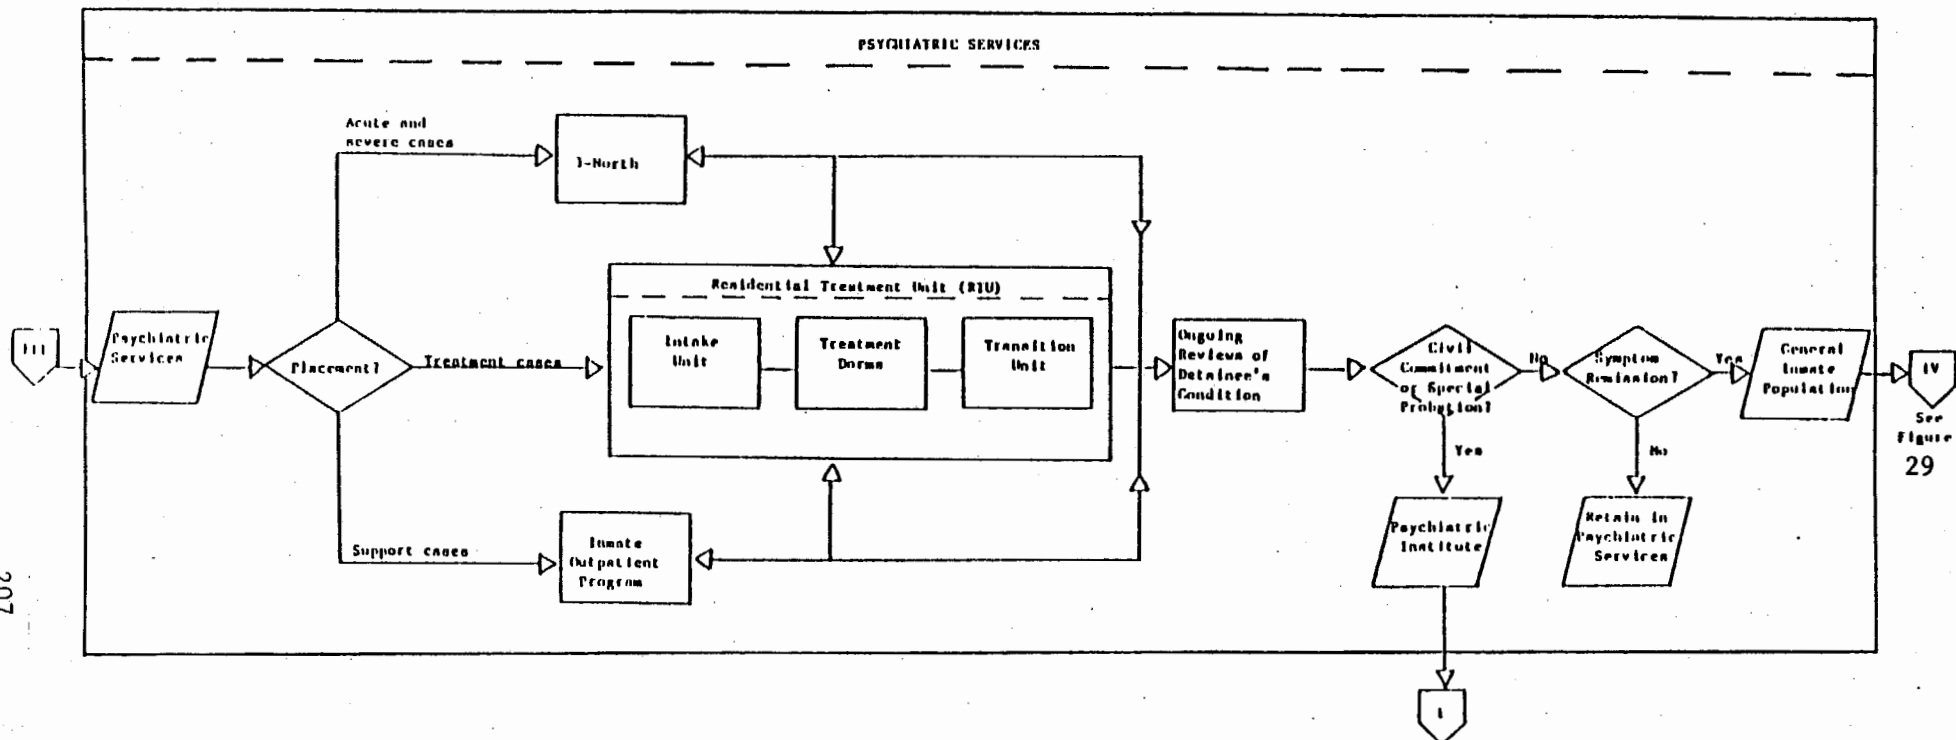 PSYCHIATRIC SERVICES
Acute and
severe cases
3-North
Residential Treatment Unit (RTU)
III
Psychiatric
Services
Placement?
Treatment cases
Intake
Unit
Treatment
Dorms
Transition
Unit
Ongoing
Reviews of
Detainee's
Condition
Civil
Commitment
or Special
Probation?
No
Symptom
Remission?
Yes
General
Inmate
Population
IV
See
Figure
29
Yes
No
Support cases
Inmate
Outpatient
Program
Psychiatric
Institute
Retain in
Psychiatric
Services
207
I